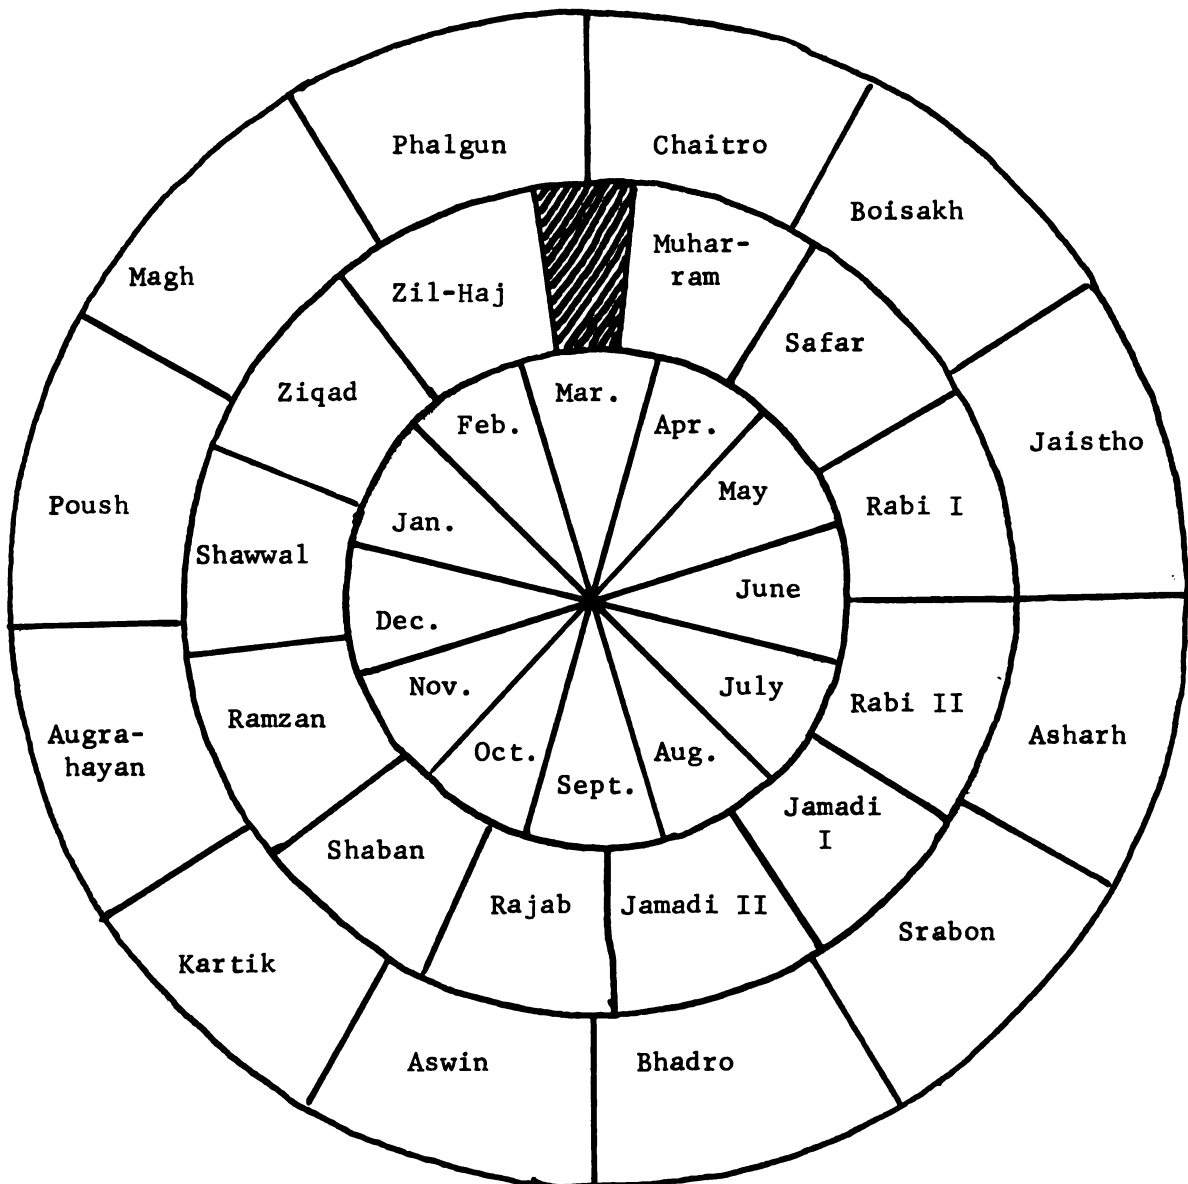 Phalgun
Chaitro
Boisakh
Jaistho
Asharh
Srabon
Bhadro
Aswin
Kartik
Augra-
hayan
Poush
Magh
Zil-Haj
Muhar-
ram
Safar
Rabi I
Rabi II
Jamadi
I
Jamadi II
Rajab
Shaban
Ramzan
Shawwal
Ziqad
Mar.
Apr.
May
June
July
Aug.
Sept.
Oct.
Nov.
Dec.
Jan.
Feb.